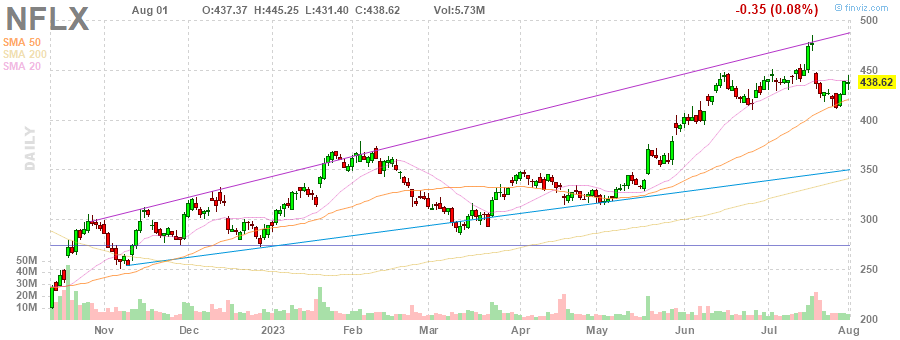 NFLX Aug 01 O:437.37 H:445.25 L:431.40 C:438.62 Vol:5.73M -0.35 (0.08%)
© finviz.com
SMA 50
SMA 200
SMA 20
DAILY
500
450
438.62
400
350
300
250
200
50M
40M
30M
20M
10M
Nov Dec 2023 Feb Mar Apr May Jun Jul Aug